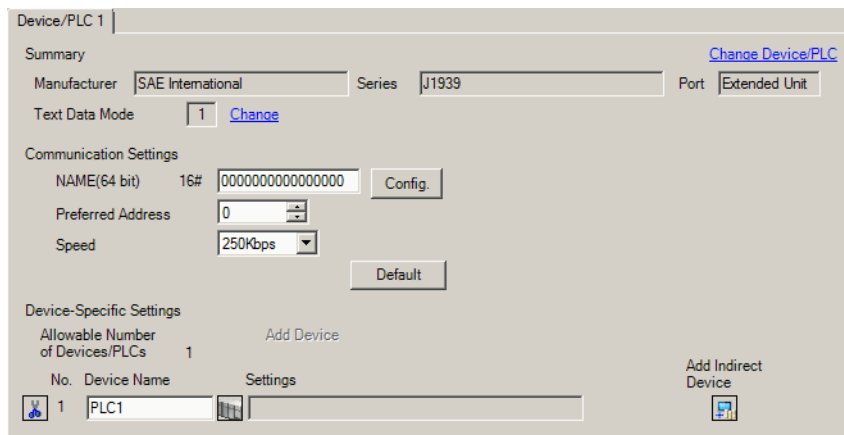 Device/PLC 1
Summary
Change Device/PLC
Manufacturer SAE International Series J1939 Port Extended Unit
Text Data Mode 1 Change
Communication Settings
NAME(64 bit) 16# 0000000000000000 Config.
Preferred Address 0
Speed 250Kbps
Default
Device-Specific Settings
Allowable Number Add Device
of Devices/PLCs 1
Add Indirect
No. Device Name Settings Device
1 PLC1